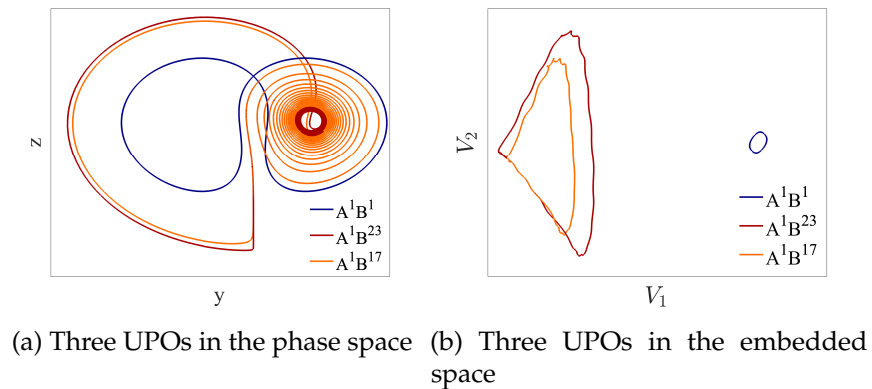 z
A¹B¹
A¹B²³
A¹B¹⁷
y
V₂
A¹B¹
A¹B²³
A¹B¹⁷
V₁
(a) Three UPOs in the phase space
(b) Three UPOs in the embedded
space